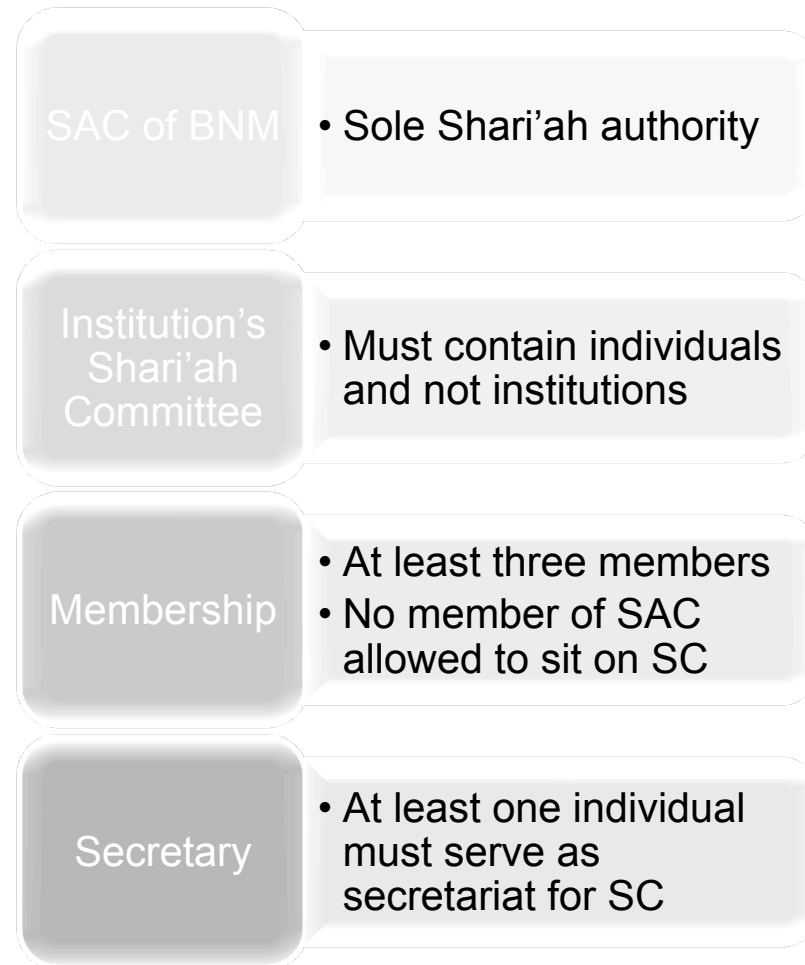 SAC of BNM
• Sole Shari’ah authority
Institution’s
Shari’ah
Committee
• Must contain individuals
and not institutions
Membership
• At least three members
• No member of SAC
allowed to sit on SC
Secretary
• At least one individual
must serve as
secretariat for SC